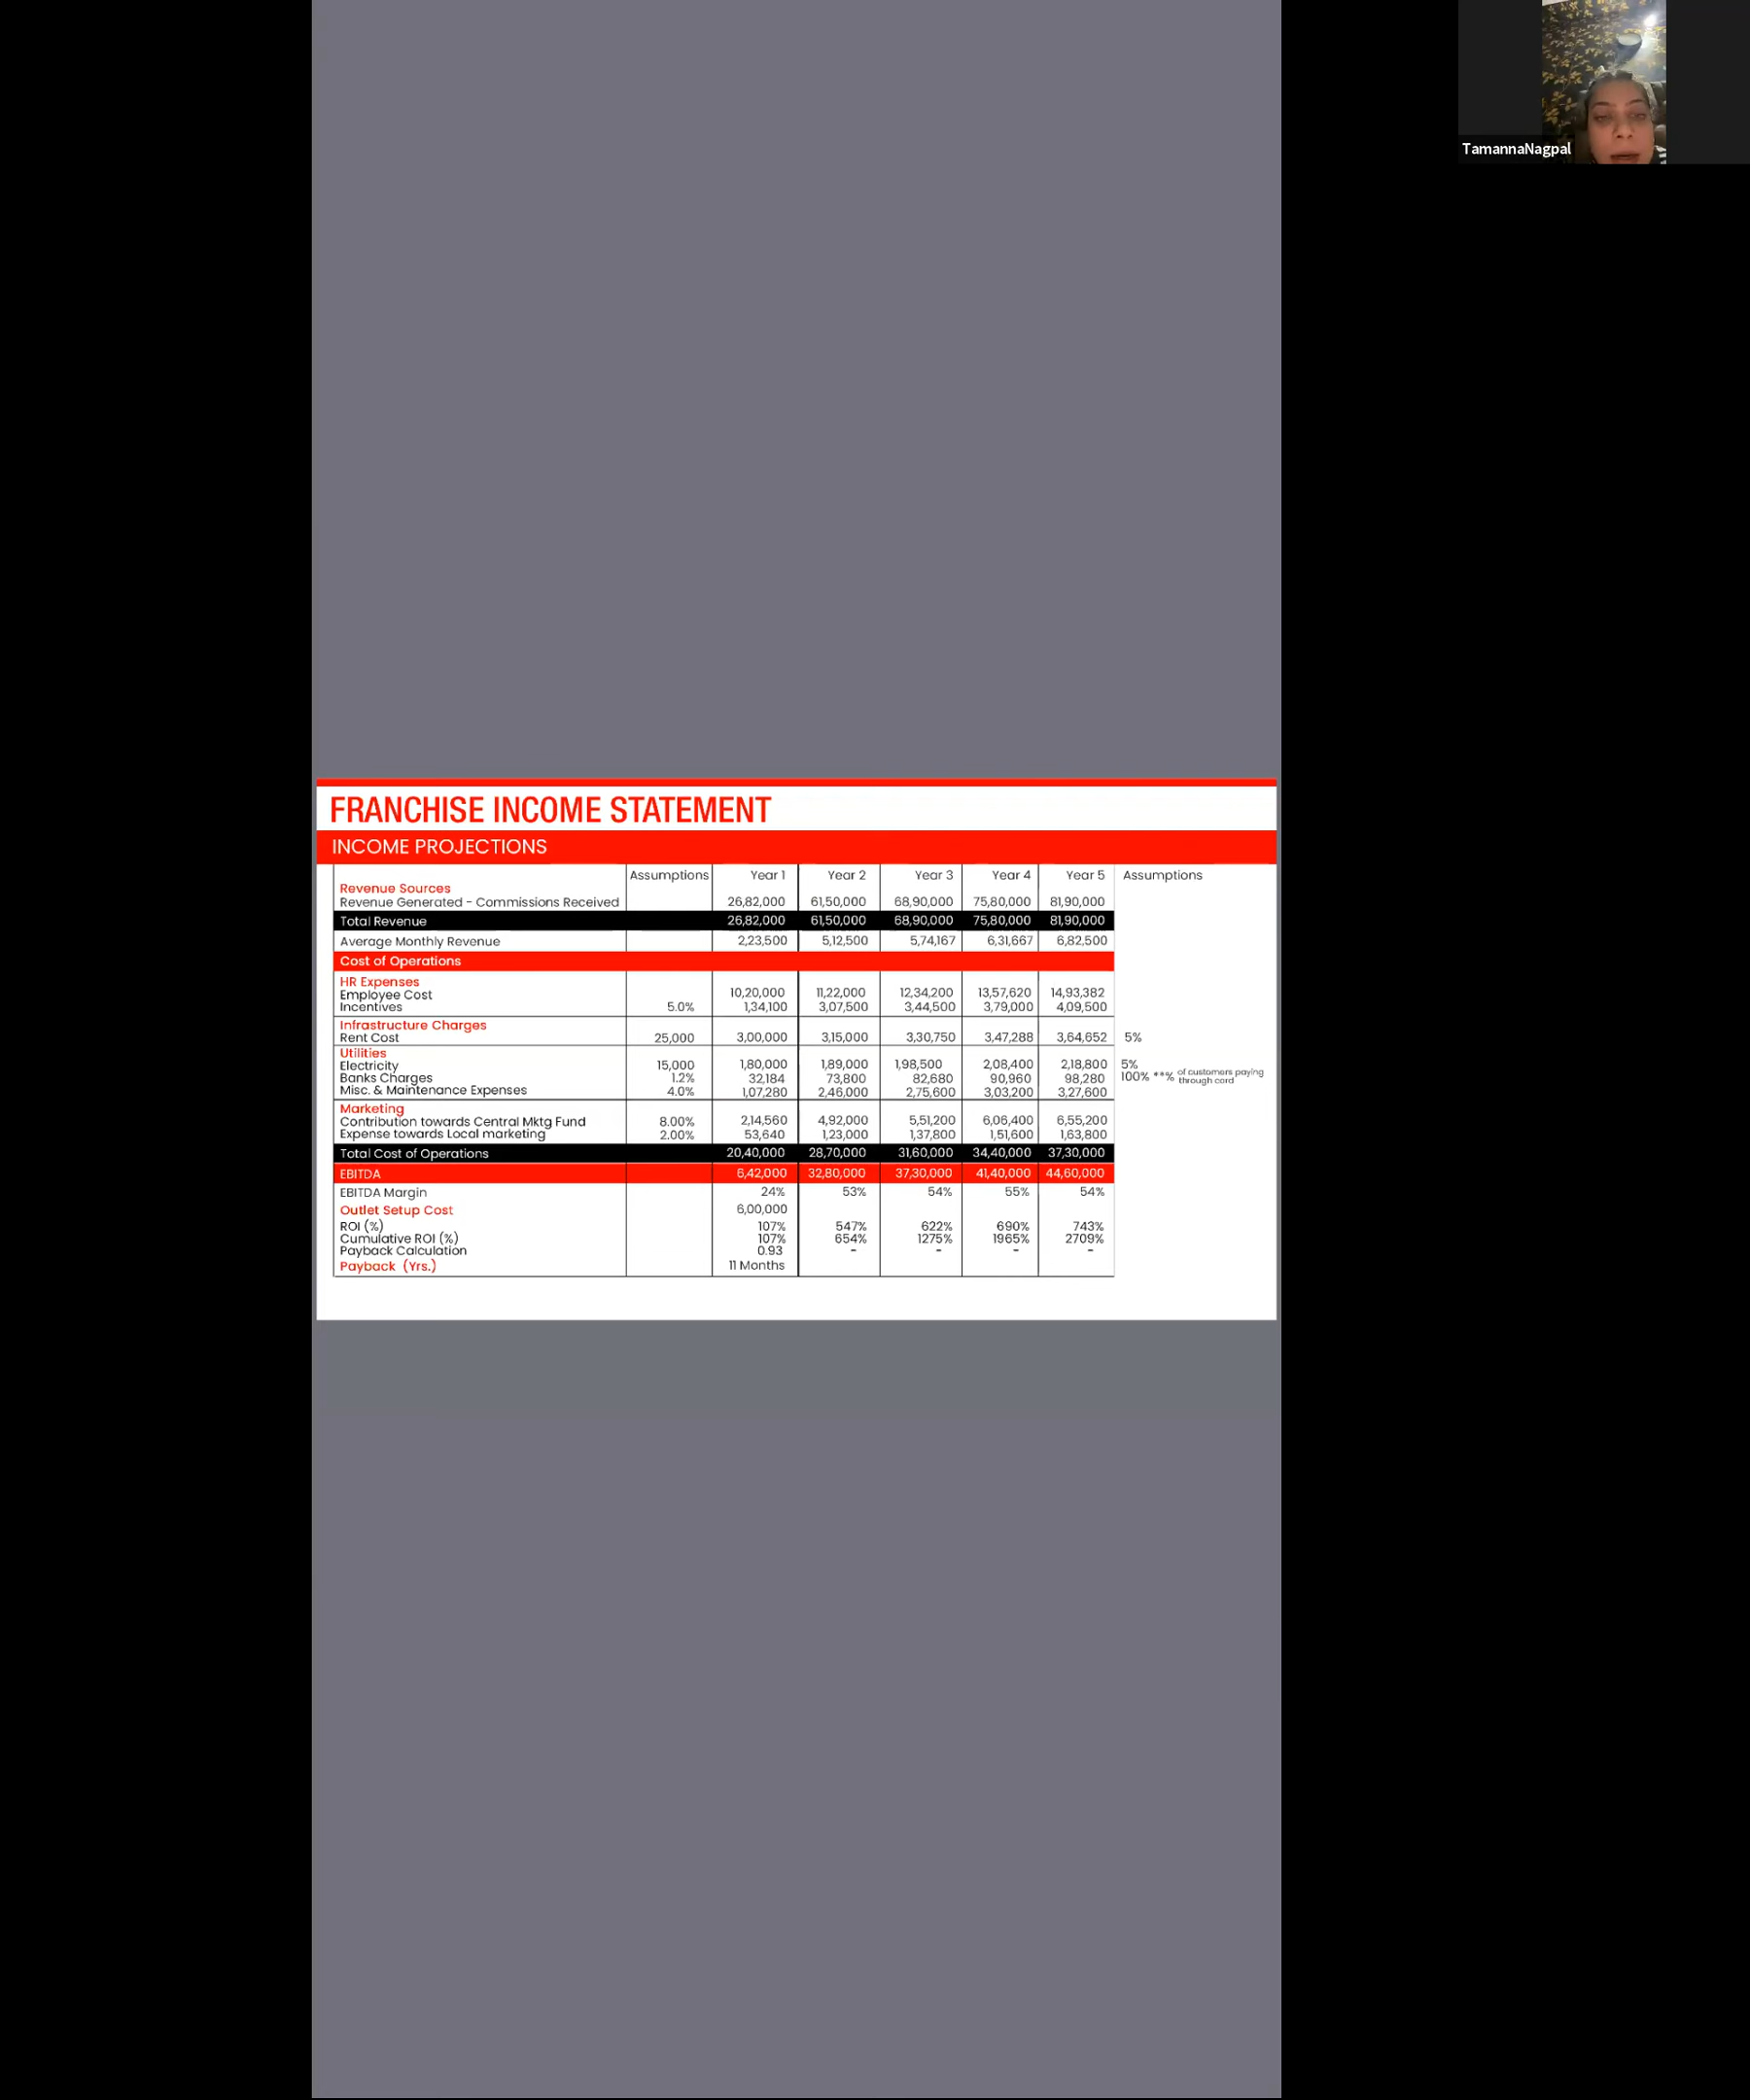 TamannaNagpal
FRANCHISE INCOME STATEMENT
INCOME PROJECTIONS
Assumptions Year 1 Year 2 Year 3 Year 4 Year 5 Assumptions
Revenue Sources
Revenue Generated - Commissions Received 26,82,000 61,50,000 68,90,000 75,80,000 81,90,000
Total Revenue 26,82,000 61,50,000 68,90,000 75,80,000 81,90,000
Average Monthly Revenue 2,23,500 5,12,500 5,74,167 6,31,667 6,82,500
Cost of Operations
HR Expenses
Employee Cost 10,20,000 11,22,000 12,34,200 13,57,620 14,93,382
Incentives 5.0% 1,34,100 3,07,500 3,44,500 3,79,000 4,09,500
Infrastructure Charges
Rent Cost 25,000 3,00,000 3,15,000 3,30,750 3,47,288 3,64,652 5%
Utilities
Electricity 15,000 1,80,000 1,89,000 1,98,500 2,08,400 2,18,800 5%
Banks Charges 1.2% 32,184 73,800 82,680 90,960 98,280 100% **% of customers paying through card
Misc. & Maintenance Expenses 4.0% 1,07,280 2,46,000 2,75,600 3,03,200 3,27,600
Marketing
Contribution towards Central Mktg Fund 8.00% 2,14,560 4,92,000 5,51,200 6,06,400 6,55,200
Expense towards Local marketing 2.00% 53,640 1,23,000 1,37,800 1,51,600 1,63,800
Total Cost of Operations 20,40,000 28,70,000 31,60,000 34,40,000 37,30,000
EBITDA 6,42,000 32,80,000 37,30,000 41,40,000 44,60,000
EBITDA Margin 24% 53% 54% 55% 54%
Outlet Setup Cost 6,00,000
ROI (%) 107% 547% 622% 690% 743%
Cumulative ROI (%) 107% 654% 1275% 1965% 2709%
Payback Calculation 0.93 - - - -
Payback (Yrs.) 11 Months